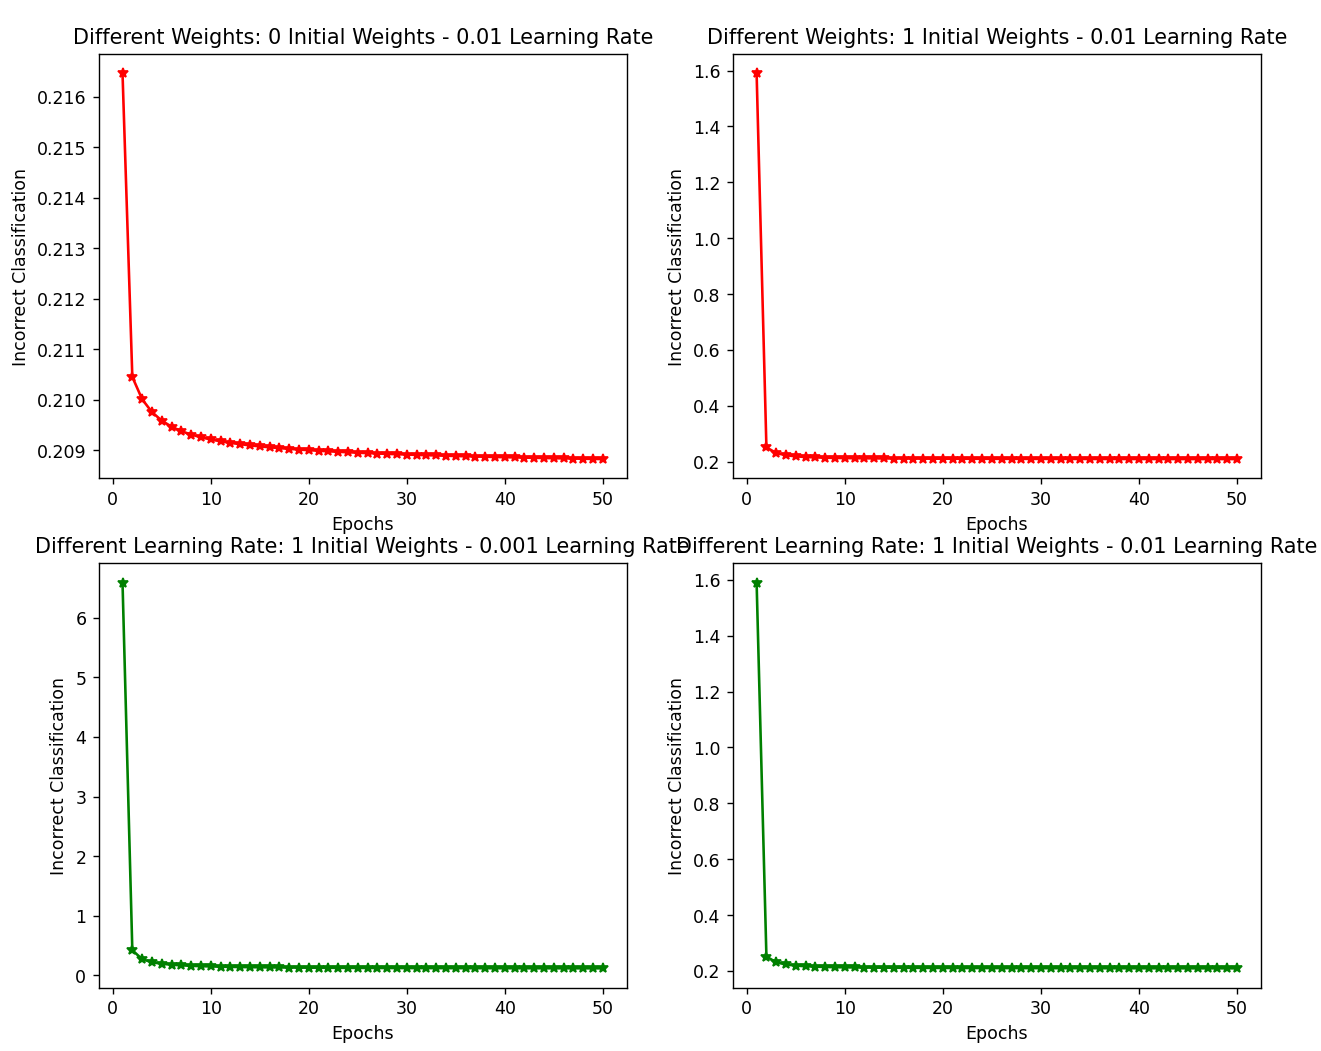 Different Weights: 0 Initial Weights - 0.01 Learning Rate
Incorrect Classification
0.216
0.215
0.214
0.213
0.212
0.211
0.210
0.209
0 10 20 30 40 50
Epochs
Different Weights: 1 Initial Weights - 0.01 Learning Rate
Incorrect Classification
1.6
1.4
1.2
1.0
0.8
0.6
0.4
0.2
0 10 20 30 40 50
Epochs
Different Learning Rate: 1 Initial Weights - 0.001 Learning Rate
Incorrect Classification
6
5
4
3
2
1
0
0 10 20 30 40 50
Epochs
Different Learning Rate: 1 Initial Weights - 0.01 Learning Rate
Incorrect Classification
1.6
1.4
1.2
1.0
0.8
0.6
0.4
0.2
0 10 20 30 40 50
Epochs